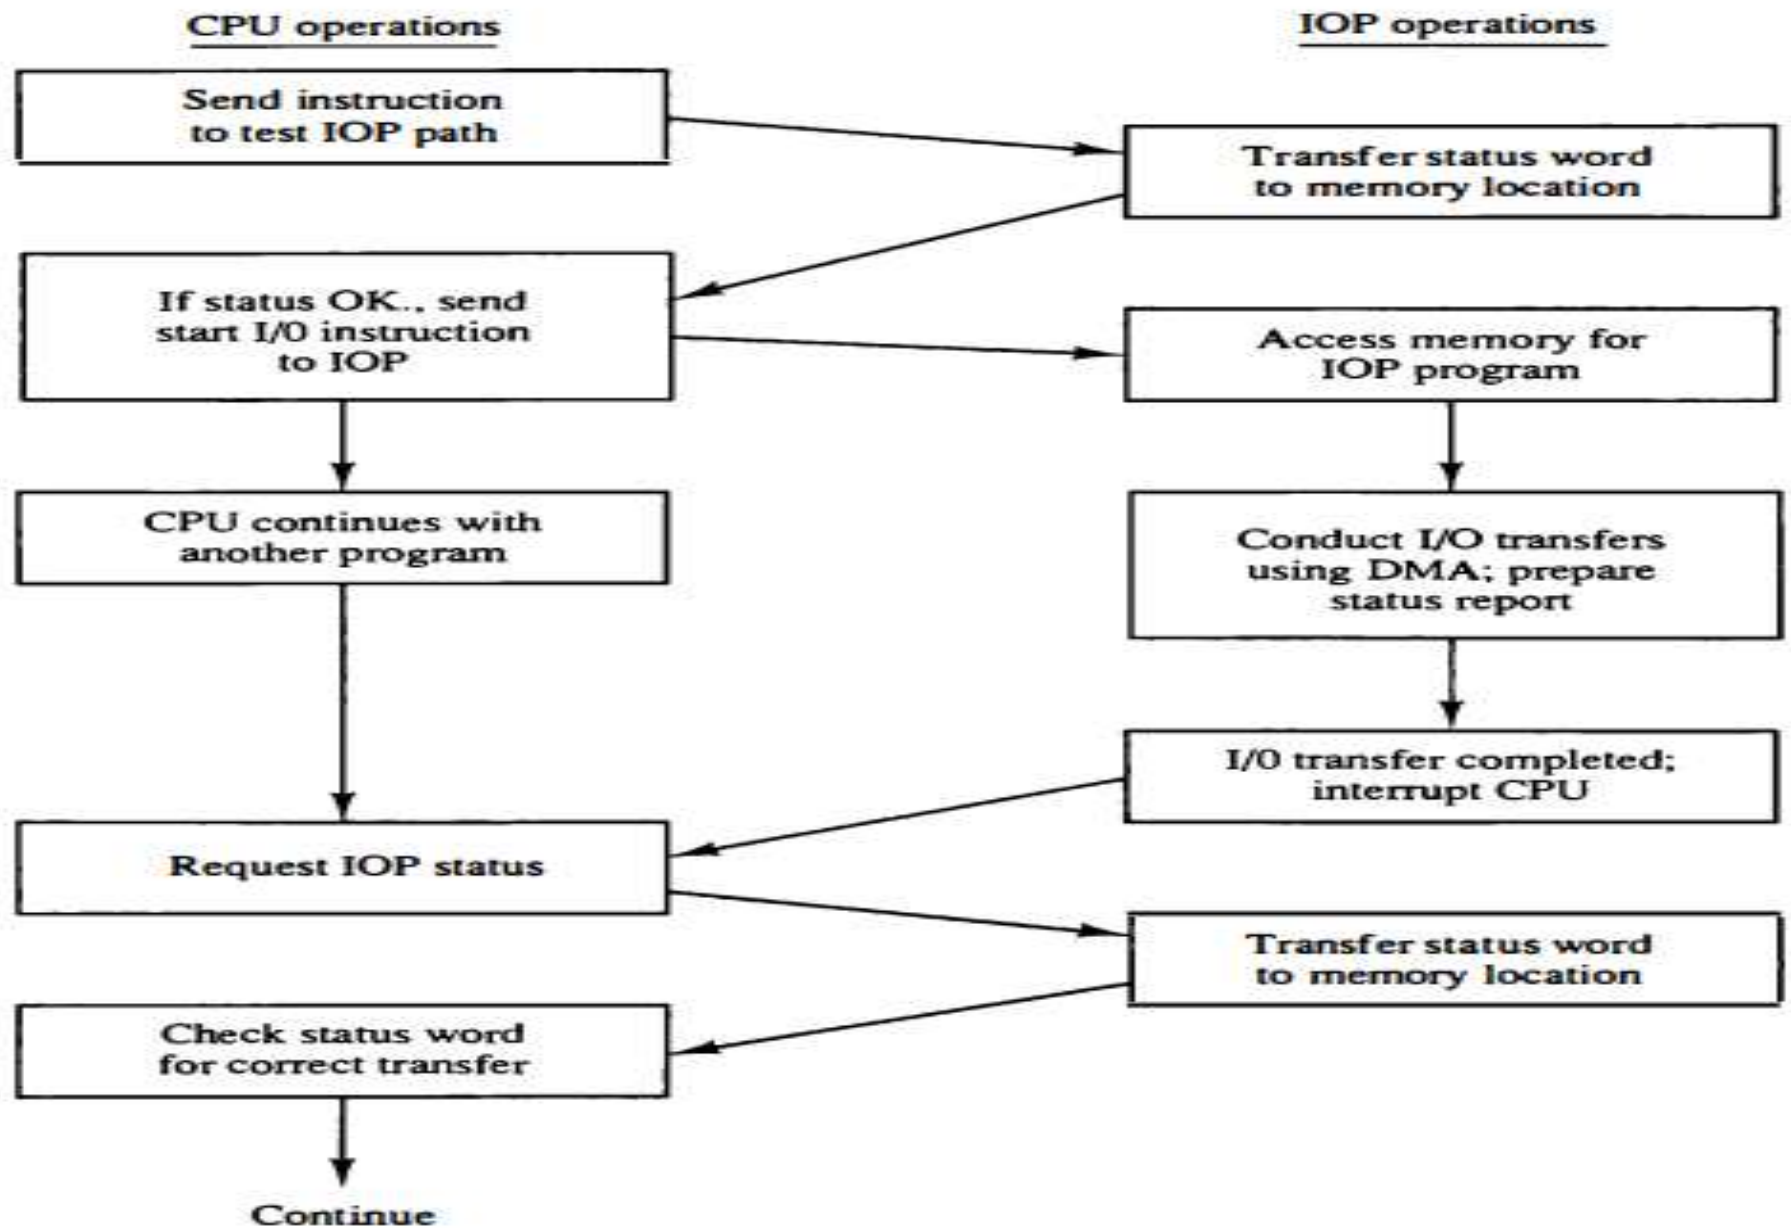 CPU operations
IOP operations
Send instruction
to test IOP path
Transfer status word
to memory location
If status OK., send
start I/0 instruction
to IOP
Access memory for
IOP program
CPU continues with
another program
Conduct I/O transfers
using DMA; prepare
status report
I/0 transfer completed;
interrupt CPU
Request IOP status
Transfer status word
to memory location
Check status word
for correct transfer
Continue